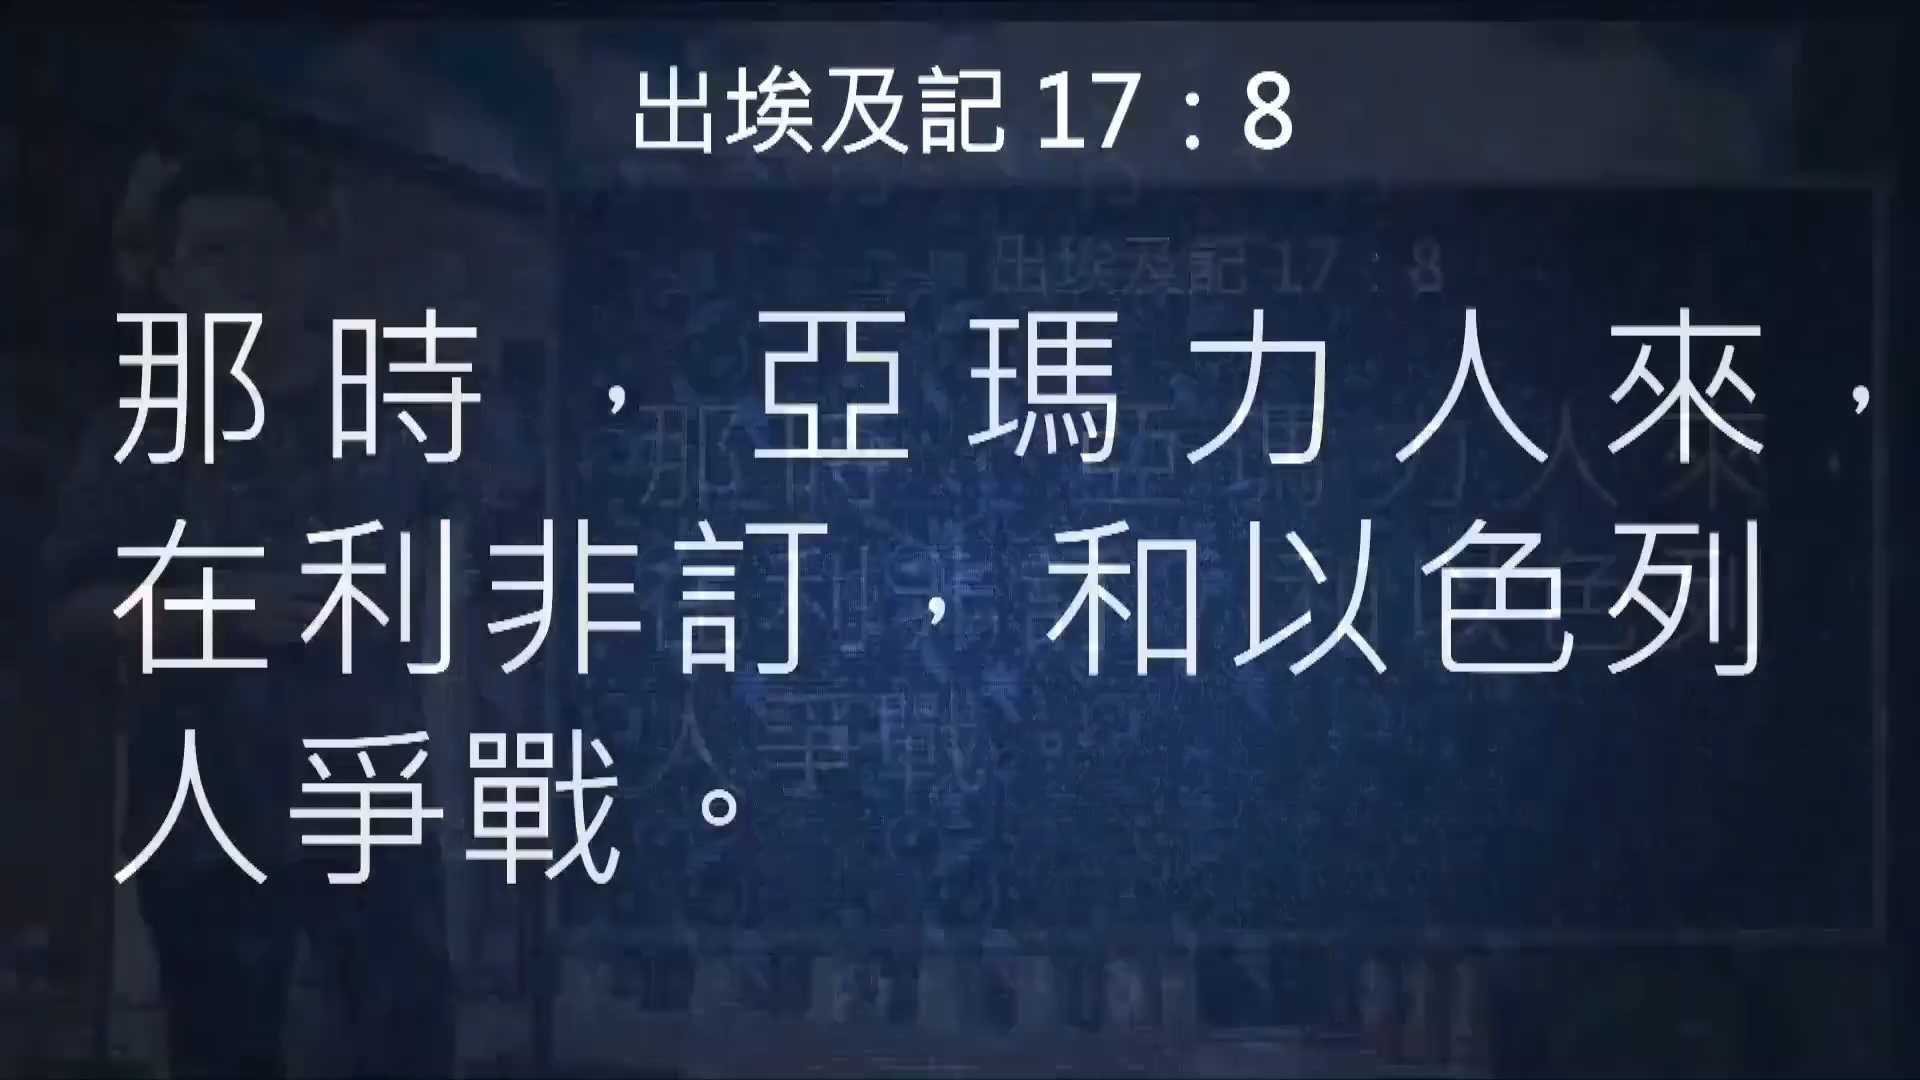 出埃及記 17：8
那時，亞瑪力人來，
在利非訂，和以色列
人爭戰。